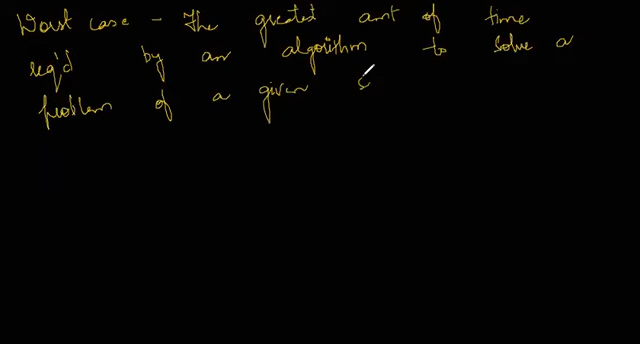 Worst case - The greatest amt of time
req'd by an algorithm to solve a
problem of a given s